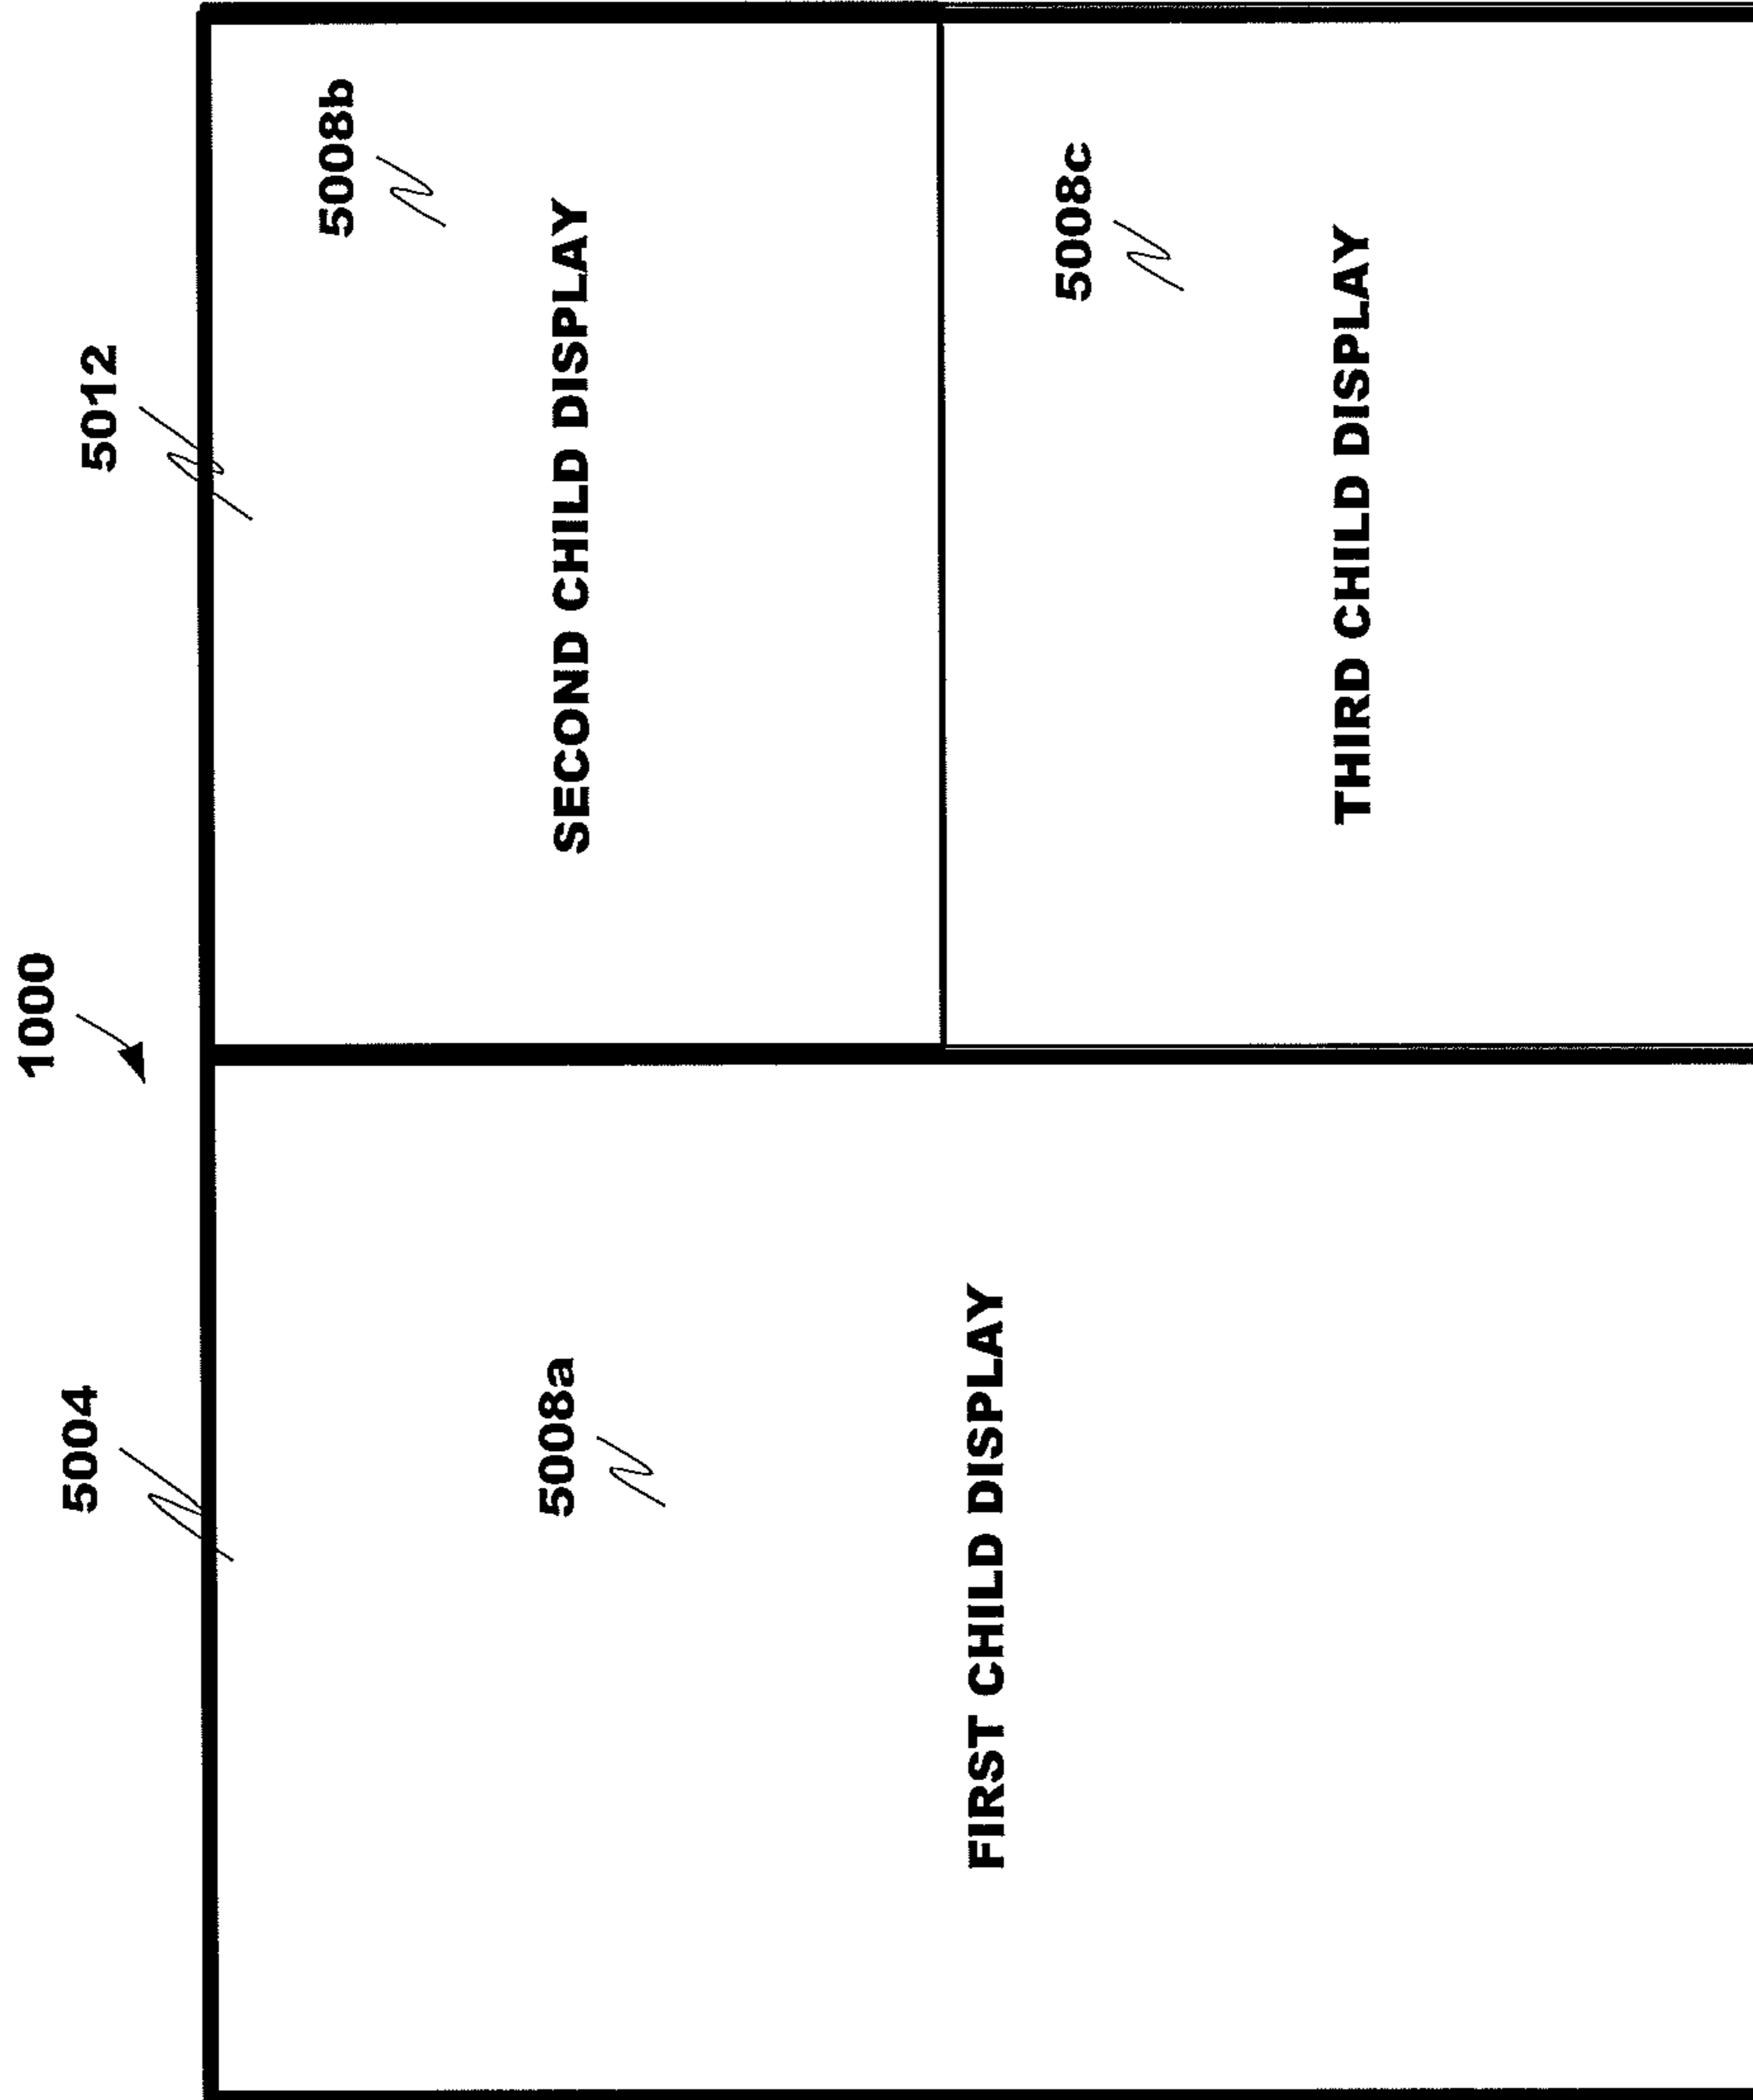 1000
5004
5012
5008a
5008b
5008c
FIRST CHILD DISPLAY
SECOND CHILD DISPLAY
THIRD CHILD DISPLAY